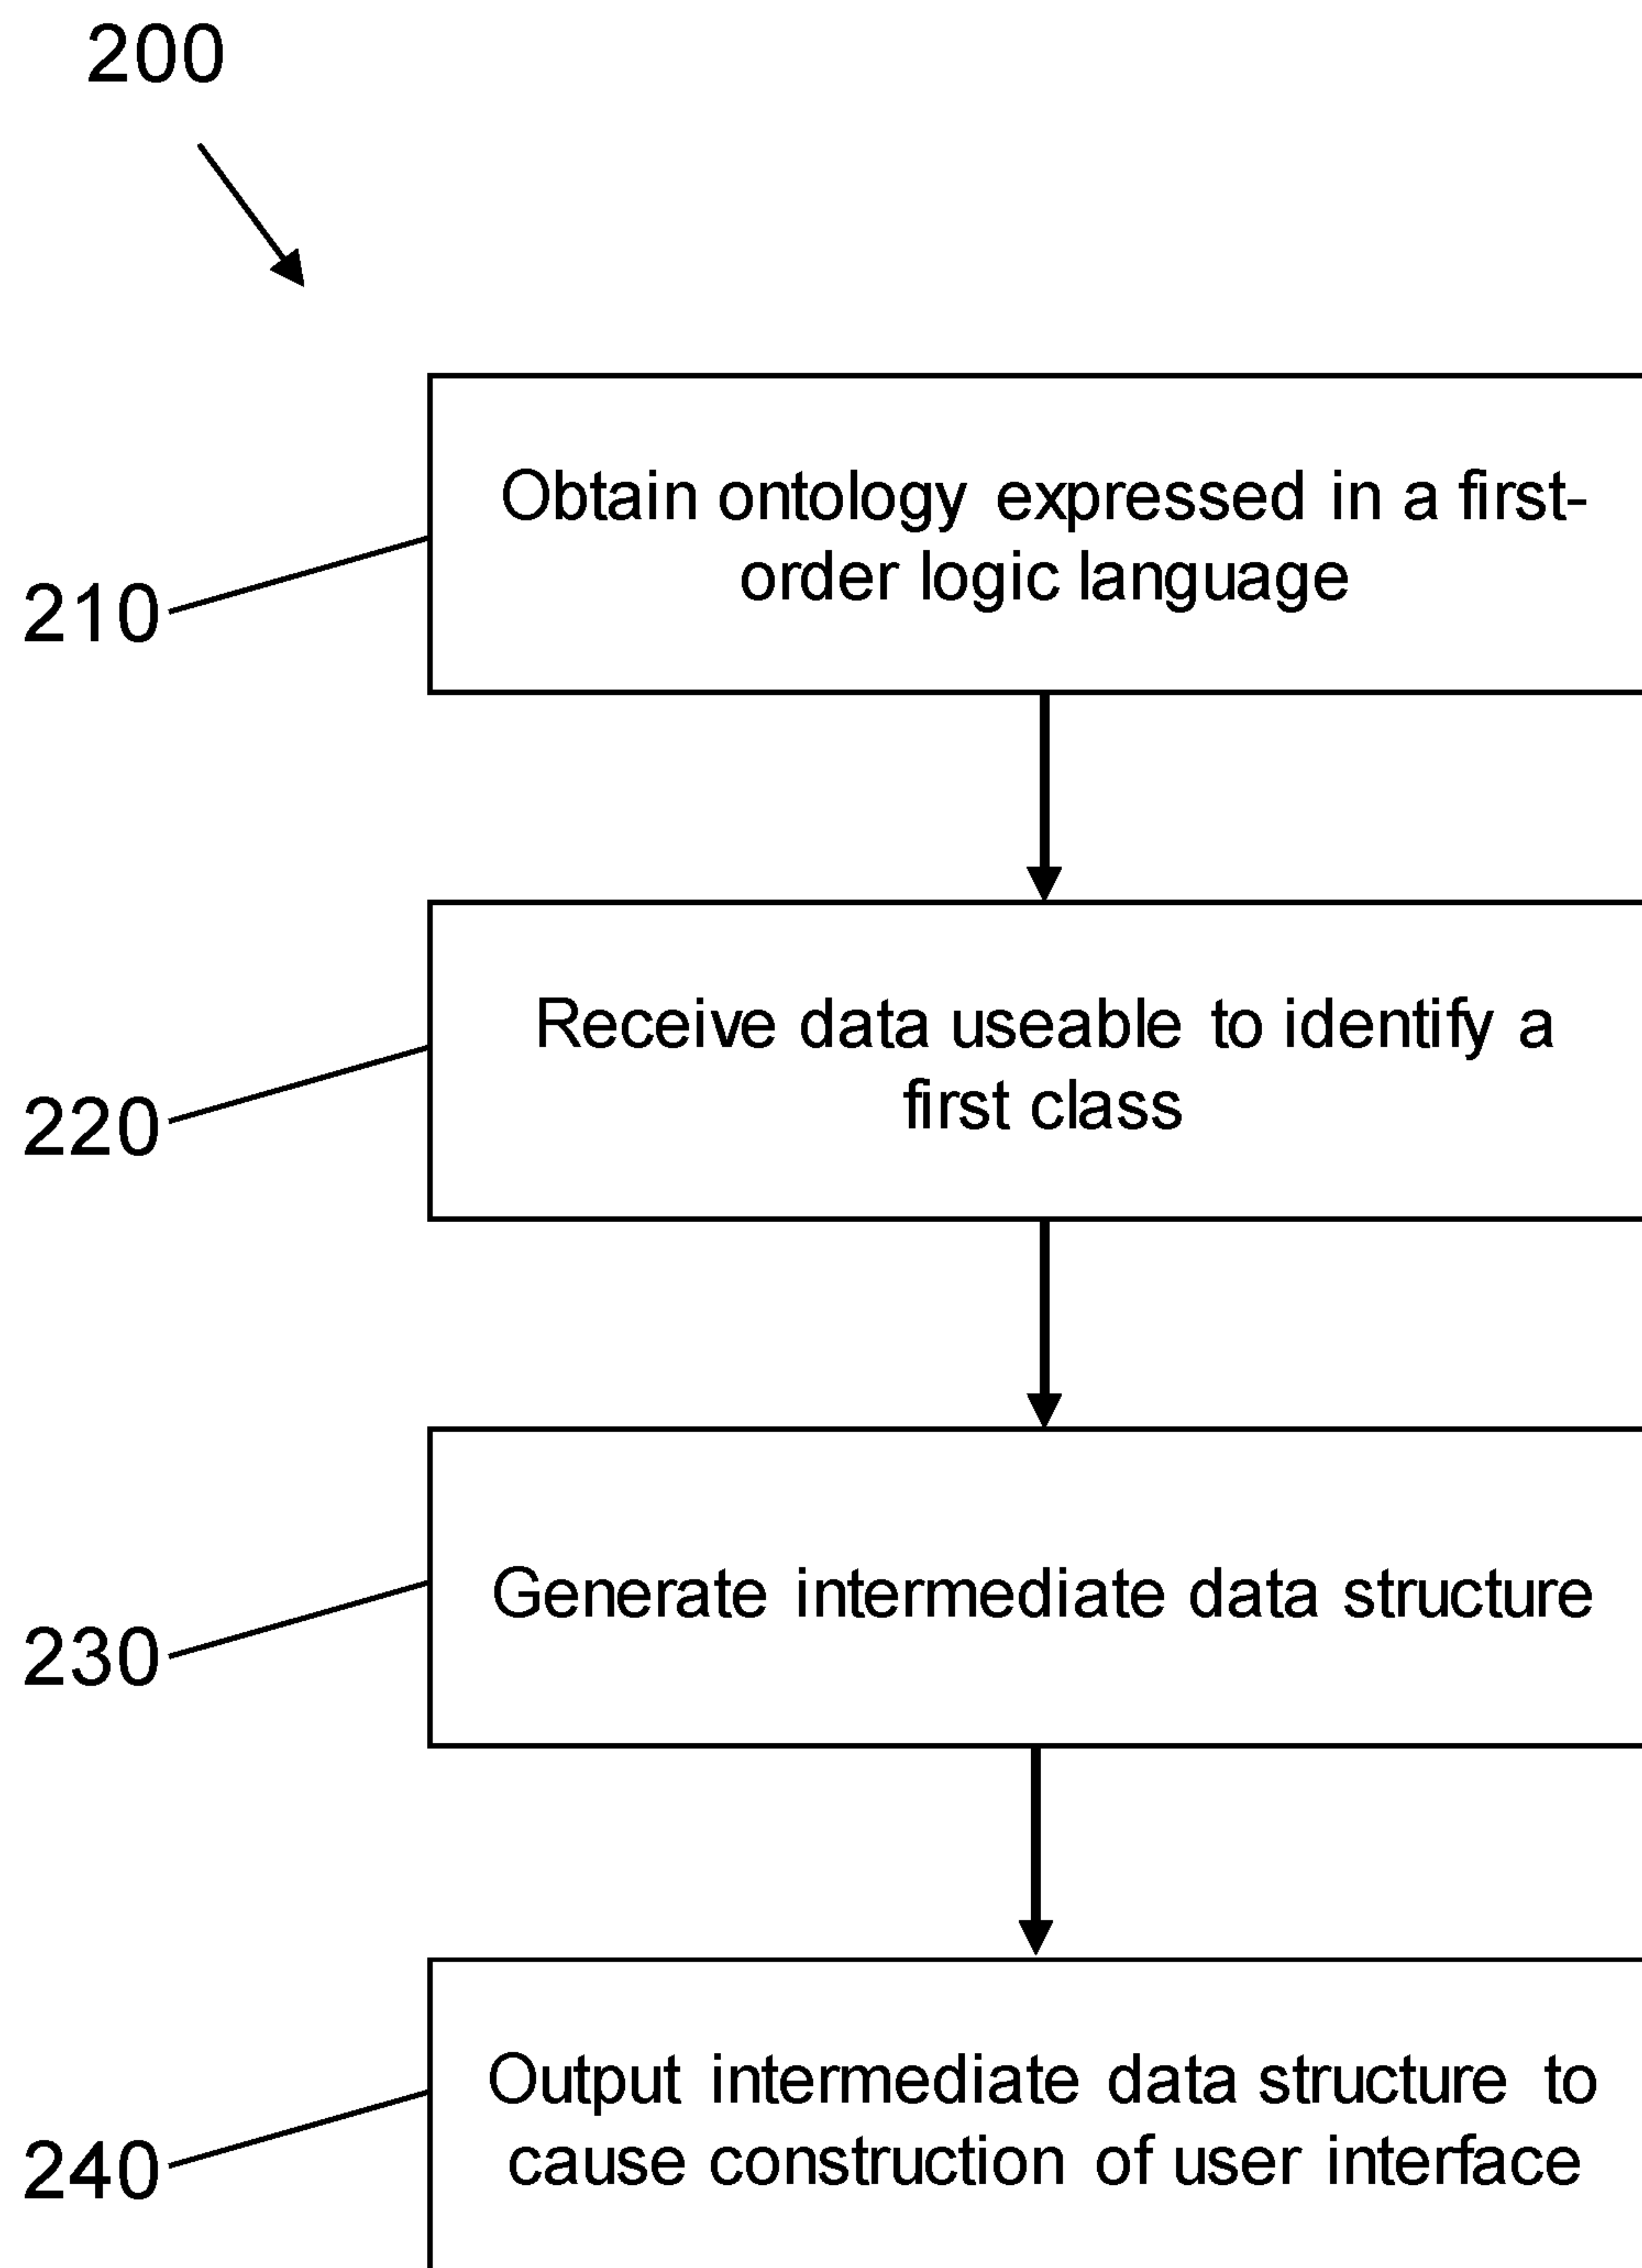 200
Obtain ontology expressed in a first-
order logic language
210
Receive data useable to identify a
first class
220
Generate intermediate data structure
230
Output intermediate data structure to
cause construction of user interface
240